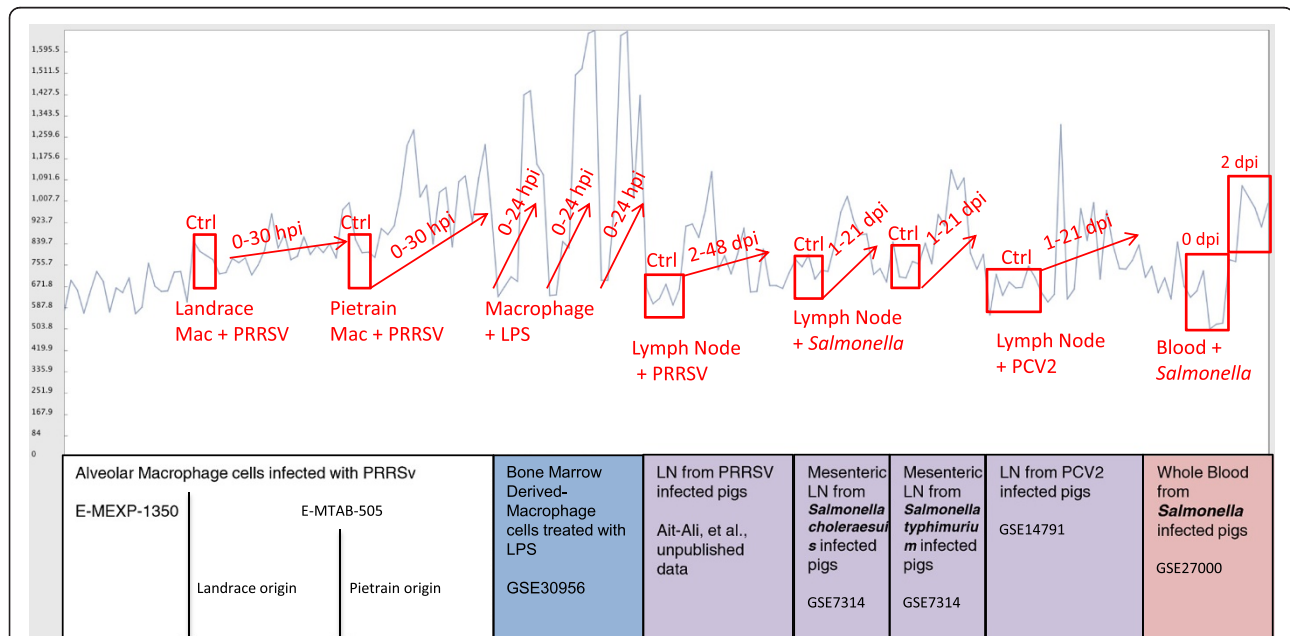 1,595.5
1,511.5
1,427.5
1,343.5
1,259.6
1,175.6
1,091.6
1,007.7
923.7
839.7
755.7
671.8
587.8
503.8
419.9
335.9
251.9
167.9
84
0
Ctrl
0-30 hpi
Landrace
Mac + PRRSV
Ctrl
0-30 hpi
Pietrain
Mac + PRRSV
0-24 hpi
0-24 hpi
0-24 hpi
Macrophage
+ LPS
Ctrl
2-48 dpi
Lymph Node
+ PRRSV
Ctrl
1-21 dpi
Ctrl
1-21 dpi
Lymph Node
+ Salmonella
Ctrl
1-21 dpi
Lymph Node
+ PCV2
0 dpi
2 dpi
Blood +
Salmonella
Alveolar Macrophage cells infected with PRRSv
E-MEXP-1350
E-MTAB-505
Landrace origin
Pietrain origin
Bone Marrow
Derived-
Macrophage
cells treated with
LPS
GSE30956
LN from PRRSV
infected pigs
Ait-Ali, et al.,
unpublished
data
Mesenteric
LN from
Salmonella
choleraesui
s infected
pigs
GSE7314
Mesenteric
LN from
Salmonella
typhimuriu
m infected
pigs
GSE7314
LN from PCV2
infected pigs
GSE14791
Whole Blood
from
Salmonella
infected pigs
GSE27000